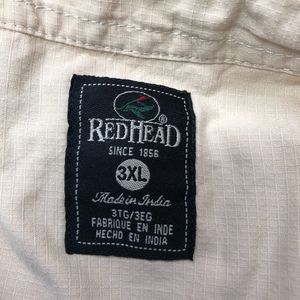 REDHEAD ®
SINCE 1856
3XL
Made in India
3TG/3EG
FABRIQUE EN INDE
HECHO EN INDIA